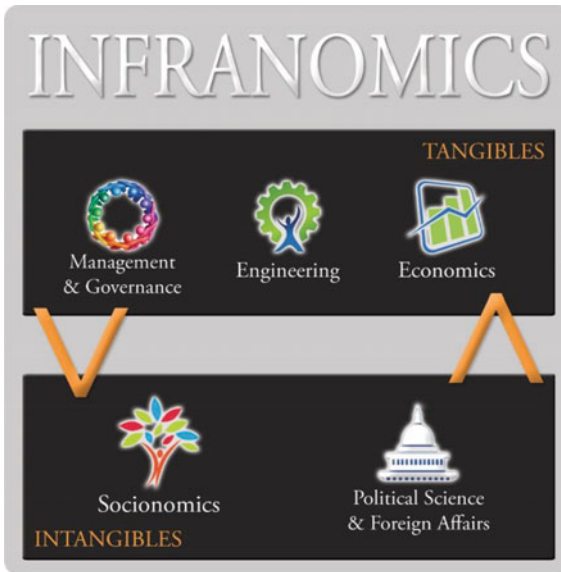 INFRANOMICS
TANGIBLES
Management
& Governance
Engineering
Economics
Socionomics
Political Science
& Foreign Affairs
INTANGIBLES